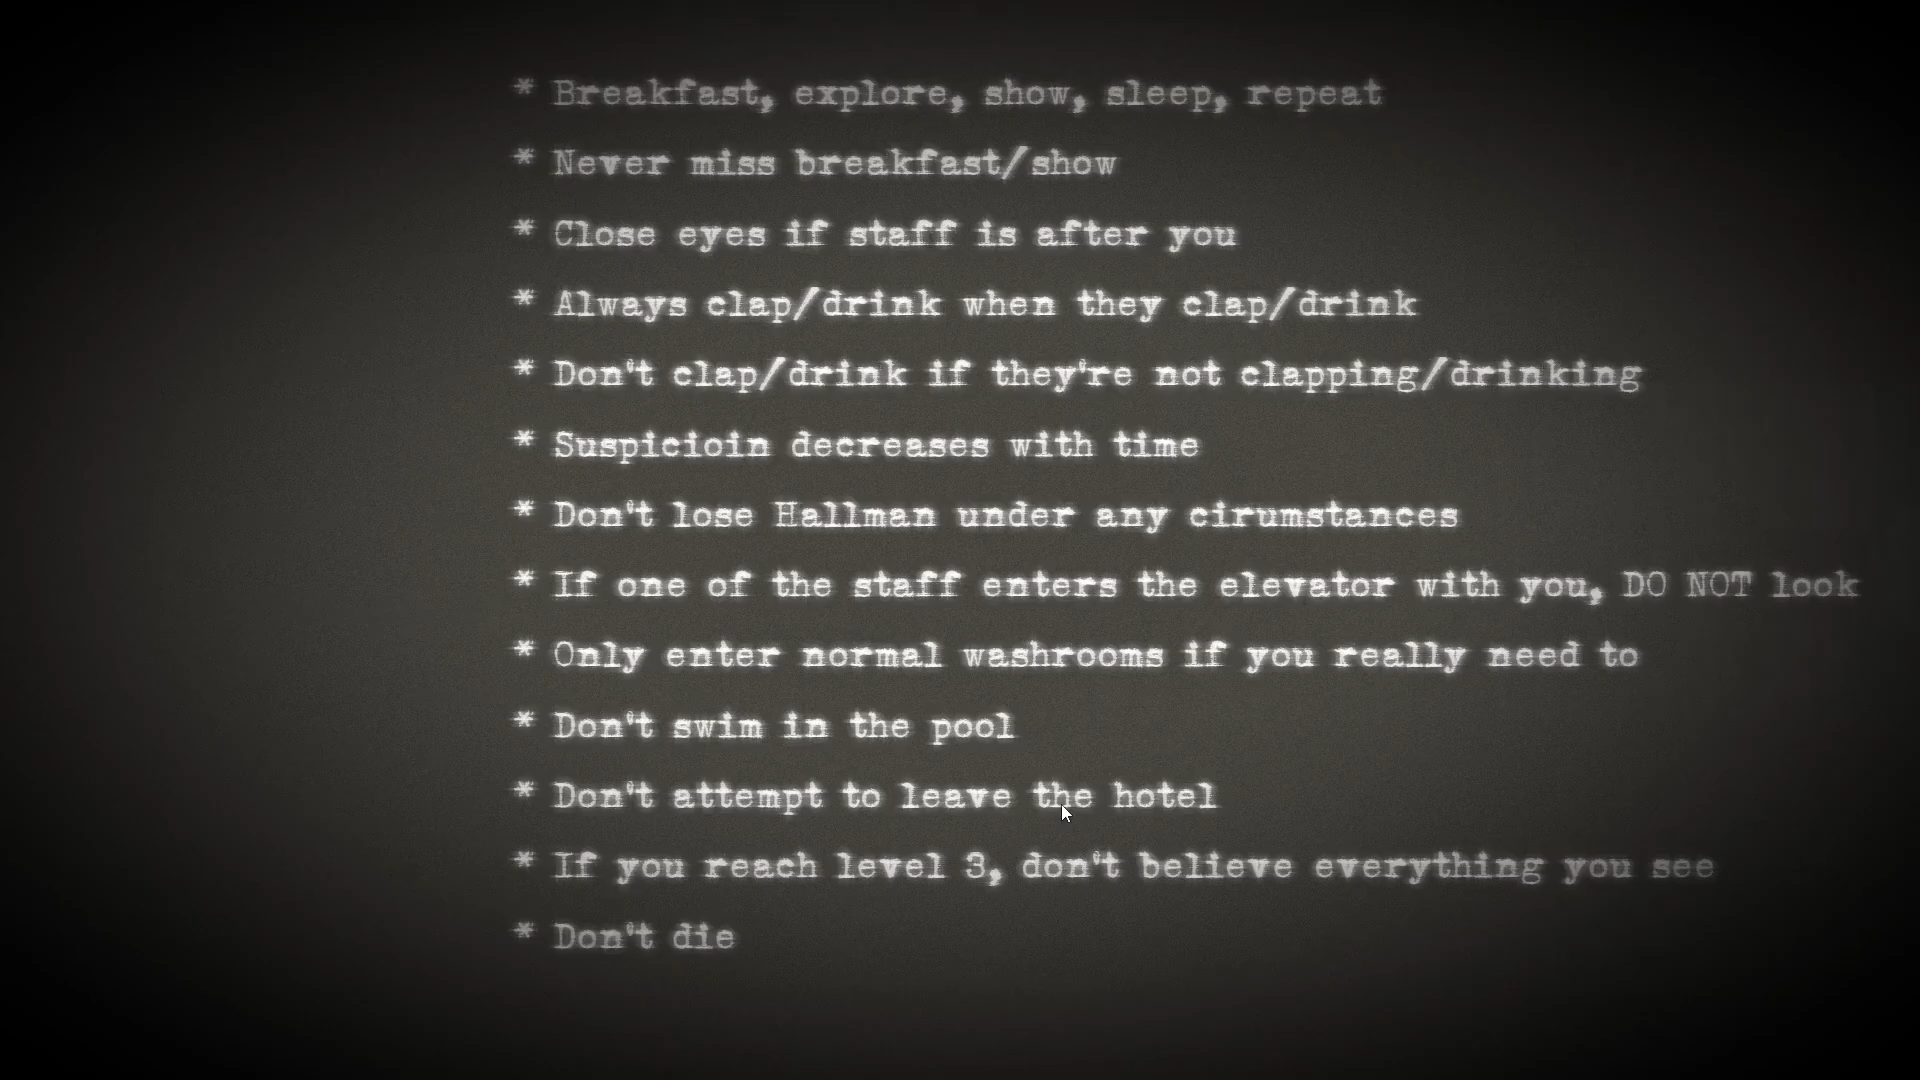 * Breakfast, explore, show, sleep, repeat
* Never miss breakfast/show
* Close eyes if staff is after you
* Always clap/drink when they clap/drink
* Don't clap/drink if they're not clapping/drinking
* Suspicioin decreases with time
* Don't lose Hallman under any cirumstances
* If one of the staff enters the elevator with you, DO NOT look
* Only enter normal washrooms if you really need to
* Don't swim in the pool
* Don't attempt to leave the hotel
* If you reach level 3, don't believe everything you see
* Don't die